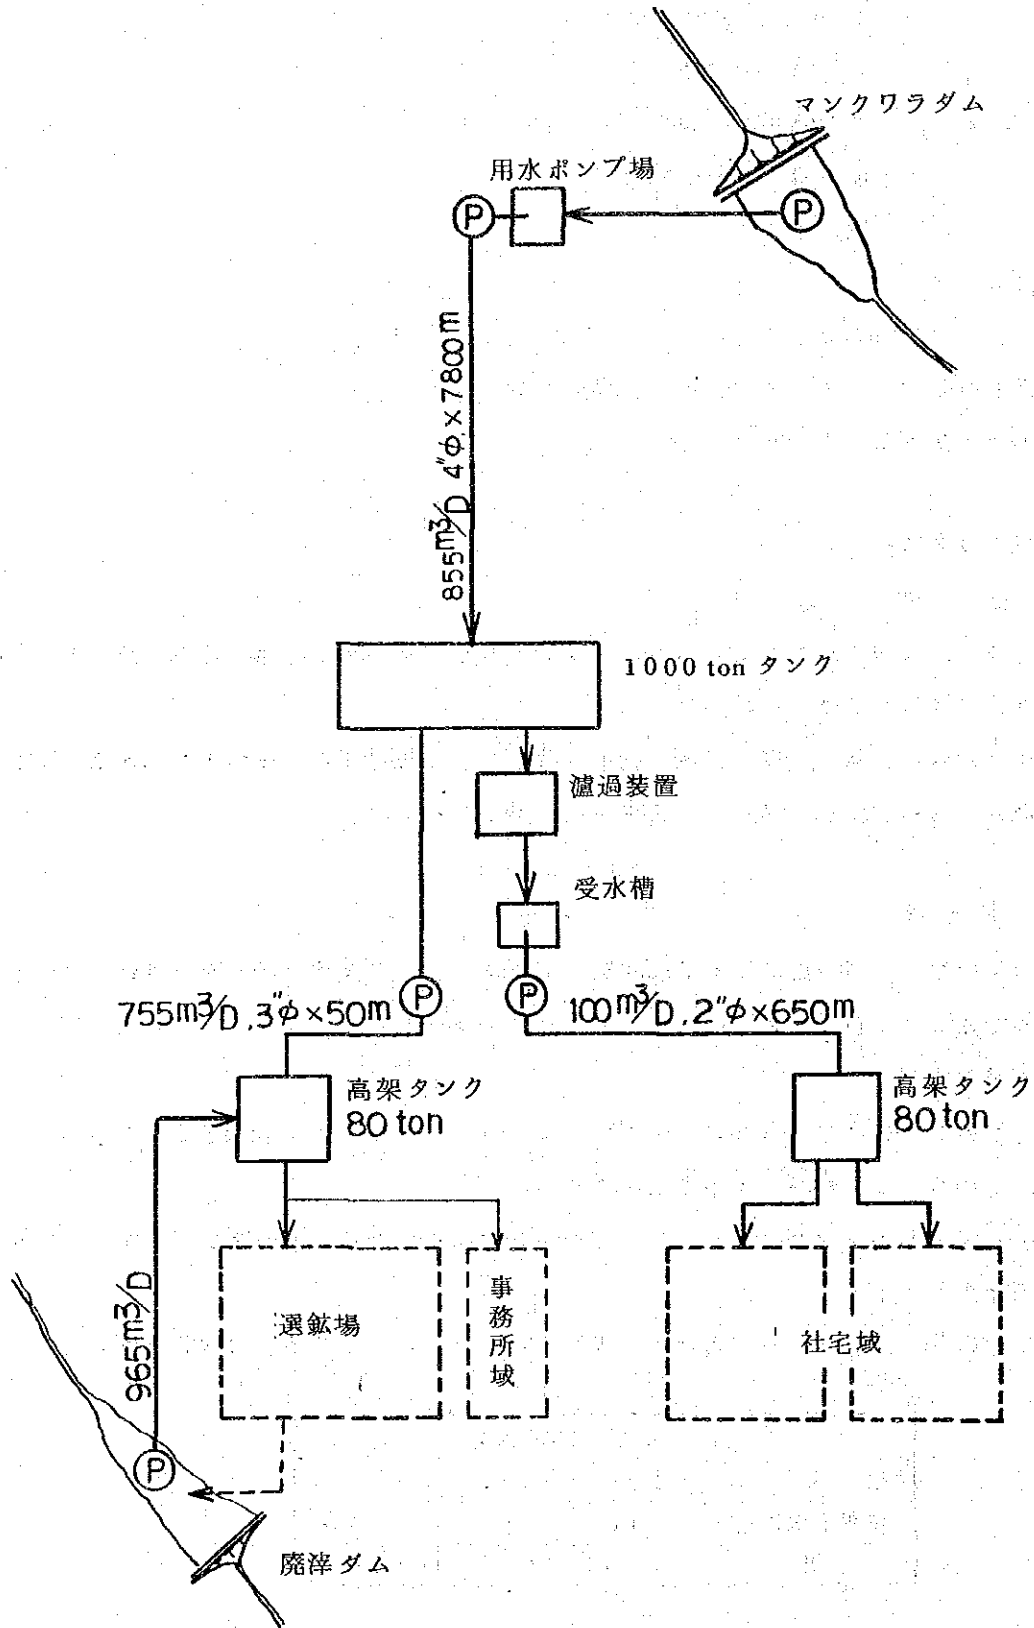 マンクワラダム
用水ポンプ場
P
P
855m³/D 4"φ×7800m
1000 ton タンク
濾過装置
受水槽
P
P
755m³/D,3"φ×50m
100m³/D,2"φ×650m
高架タンク
80 ton
高架タンク
80 ton
965m³/D
選鉱場
事務所域
社宅域
P
廃滓ダム